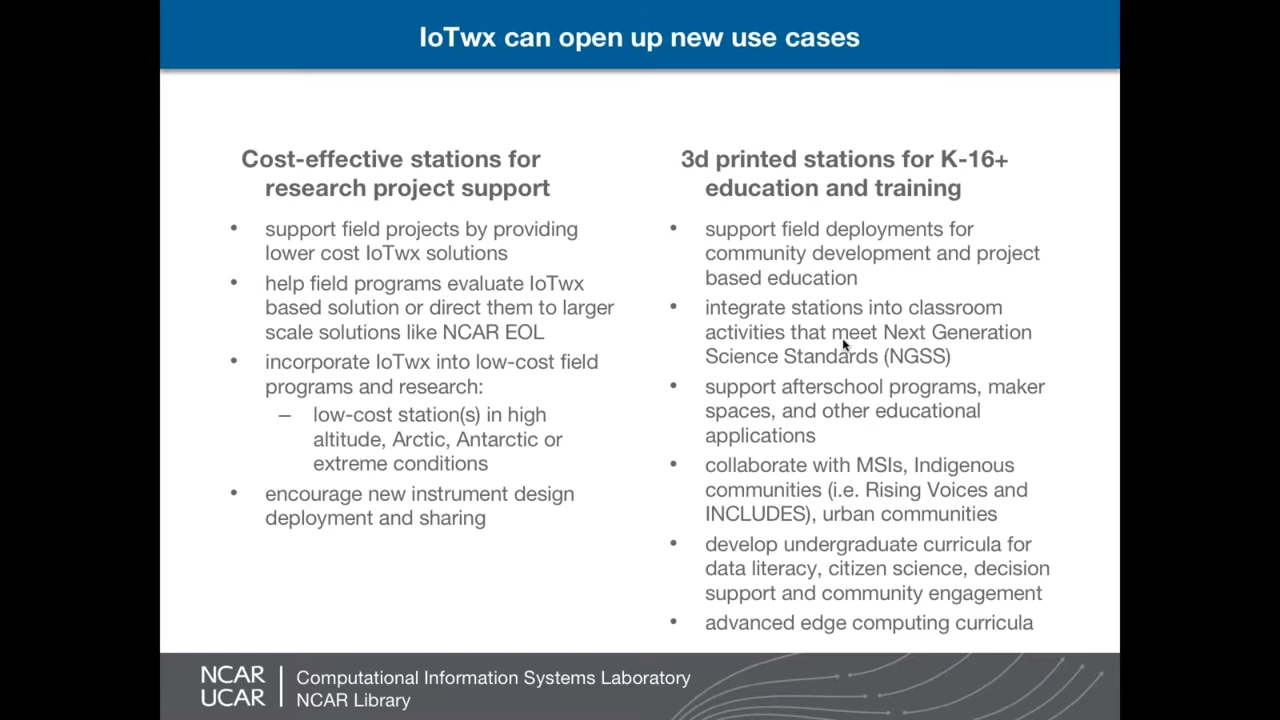 IoTwx can open up new use cases
Cost-effective stations for
research project support
• support field projects by providing
lower cost IoTwx solutions
• help field programs evaluate IoTwx
based solution or direct them to larger
scale solutions like NCAR EOL
• incorporate IoTwx into low-cost field
programs and research:
– low-cost station(s) in high
altitude, Arctic, Antarctic or
extreme conditions
• encourage new instrument design
deployment and sharing
3d printed stations for K-16+
education and training
• support field deployments for
community development and project
based education
• integrate stations into classroom
activities that meet Next Generation
Science Standards (NGSS)
• support afterschool programs, maker
spaces, and other educational
applications
• collaborate with MSIs, Indigenous
communities (i.e. Rising Voices and
INCLUDES), urban communities
• develop undergraduate curricula for
data literacy, citizen science, decision
support and community engagement
• advanced edge computing curricula
NCAR
UCAR
Computational Information Systems Laboratory
NCAR Library